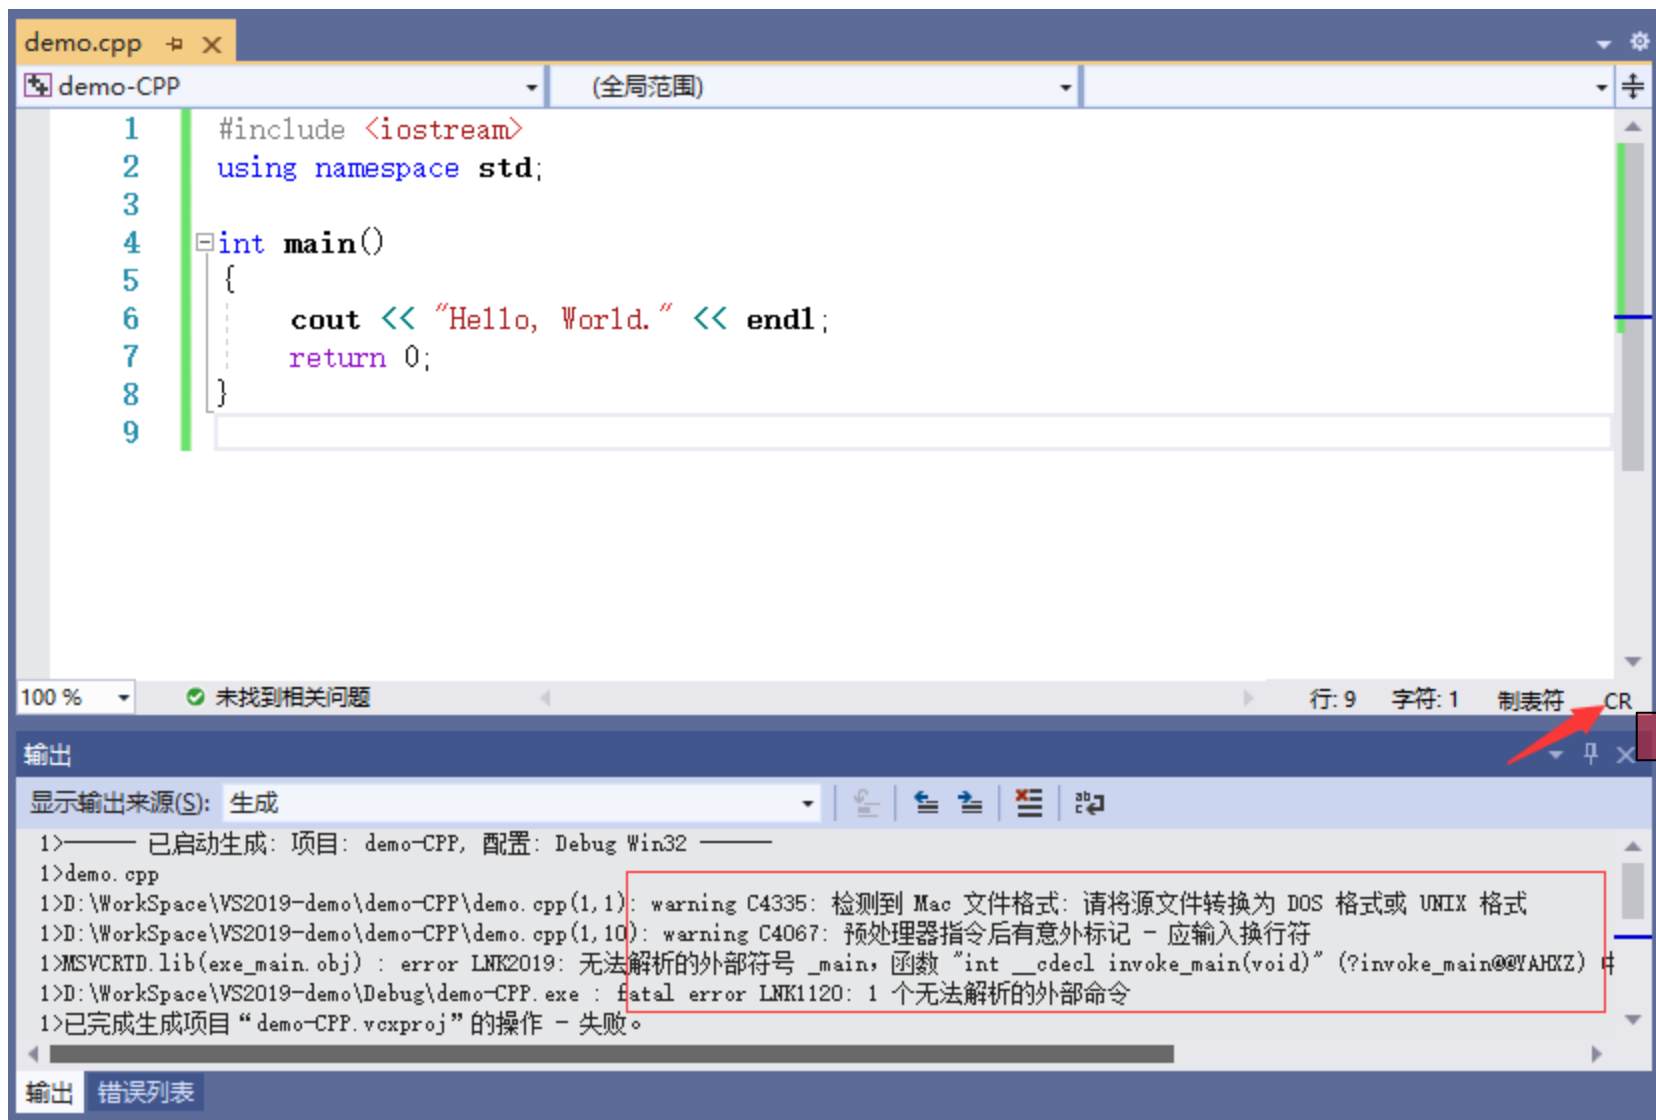 demo.cpp
demo-CPP (全局范围)
1 #include <iostream>
2 using namespace std;
3
4 int main()
5 {
6 cout << "Hello, World." << endl;
7 return 0;
8 }
9
100 % 未找到相关问题 行: 9 字符: 1 制表符 CR
输出
显示输出来源(S): 生成
1>—— 已启动生成: 项目: demo-CPP, 配置: Debug Win32 ——
1>demo.cpp
1>D:\WorkSpace\VS2019-demo\demo-CPP\demo.cpp(1,1): warning C4335: 检测到 Mac 文件格式: 请将源文件转换为 DOS 格式或 UNIX 格式
1>D:\WorkSpace\VS2019-demo\demo-CPP\demo.cpp(1,10): warning C4067: 预处理器指令后有意外标记 - 应输入换行符
1>MSVCRTD.lib(exe_main.obj) : error LNK2019: 无法解析的外部符号 _main，函数 "int __cdecl invoke_main(void)" (?invoke_main@@YAHXZ)
1>D:\WorkSpace\VS2019-demo\Debug\demo-CPP.exe : fatal error LNK1120: 1 个无法解析的外部命令
1>已完成生成项目“demo-CPP.vcxproj”的操作 - 失败。
输出 错误列表